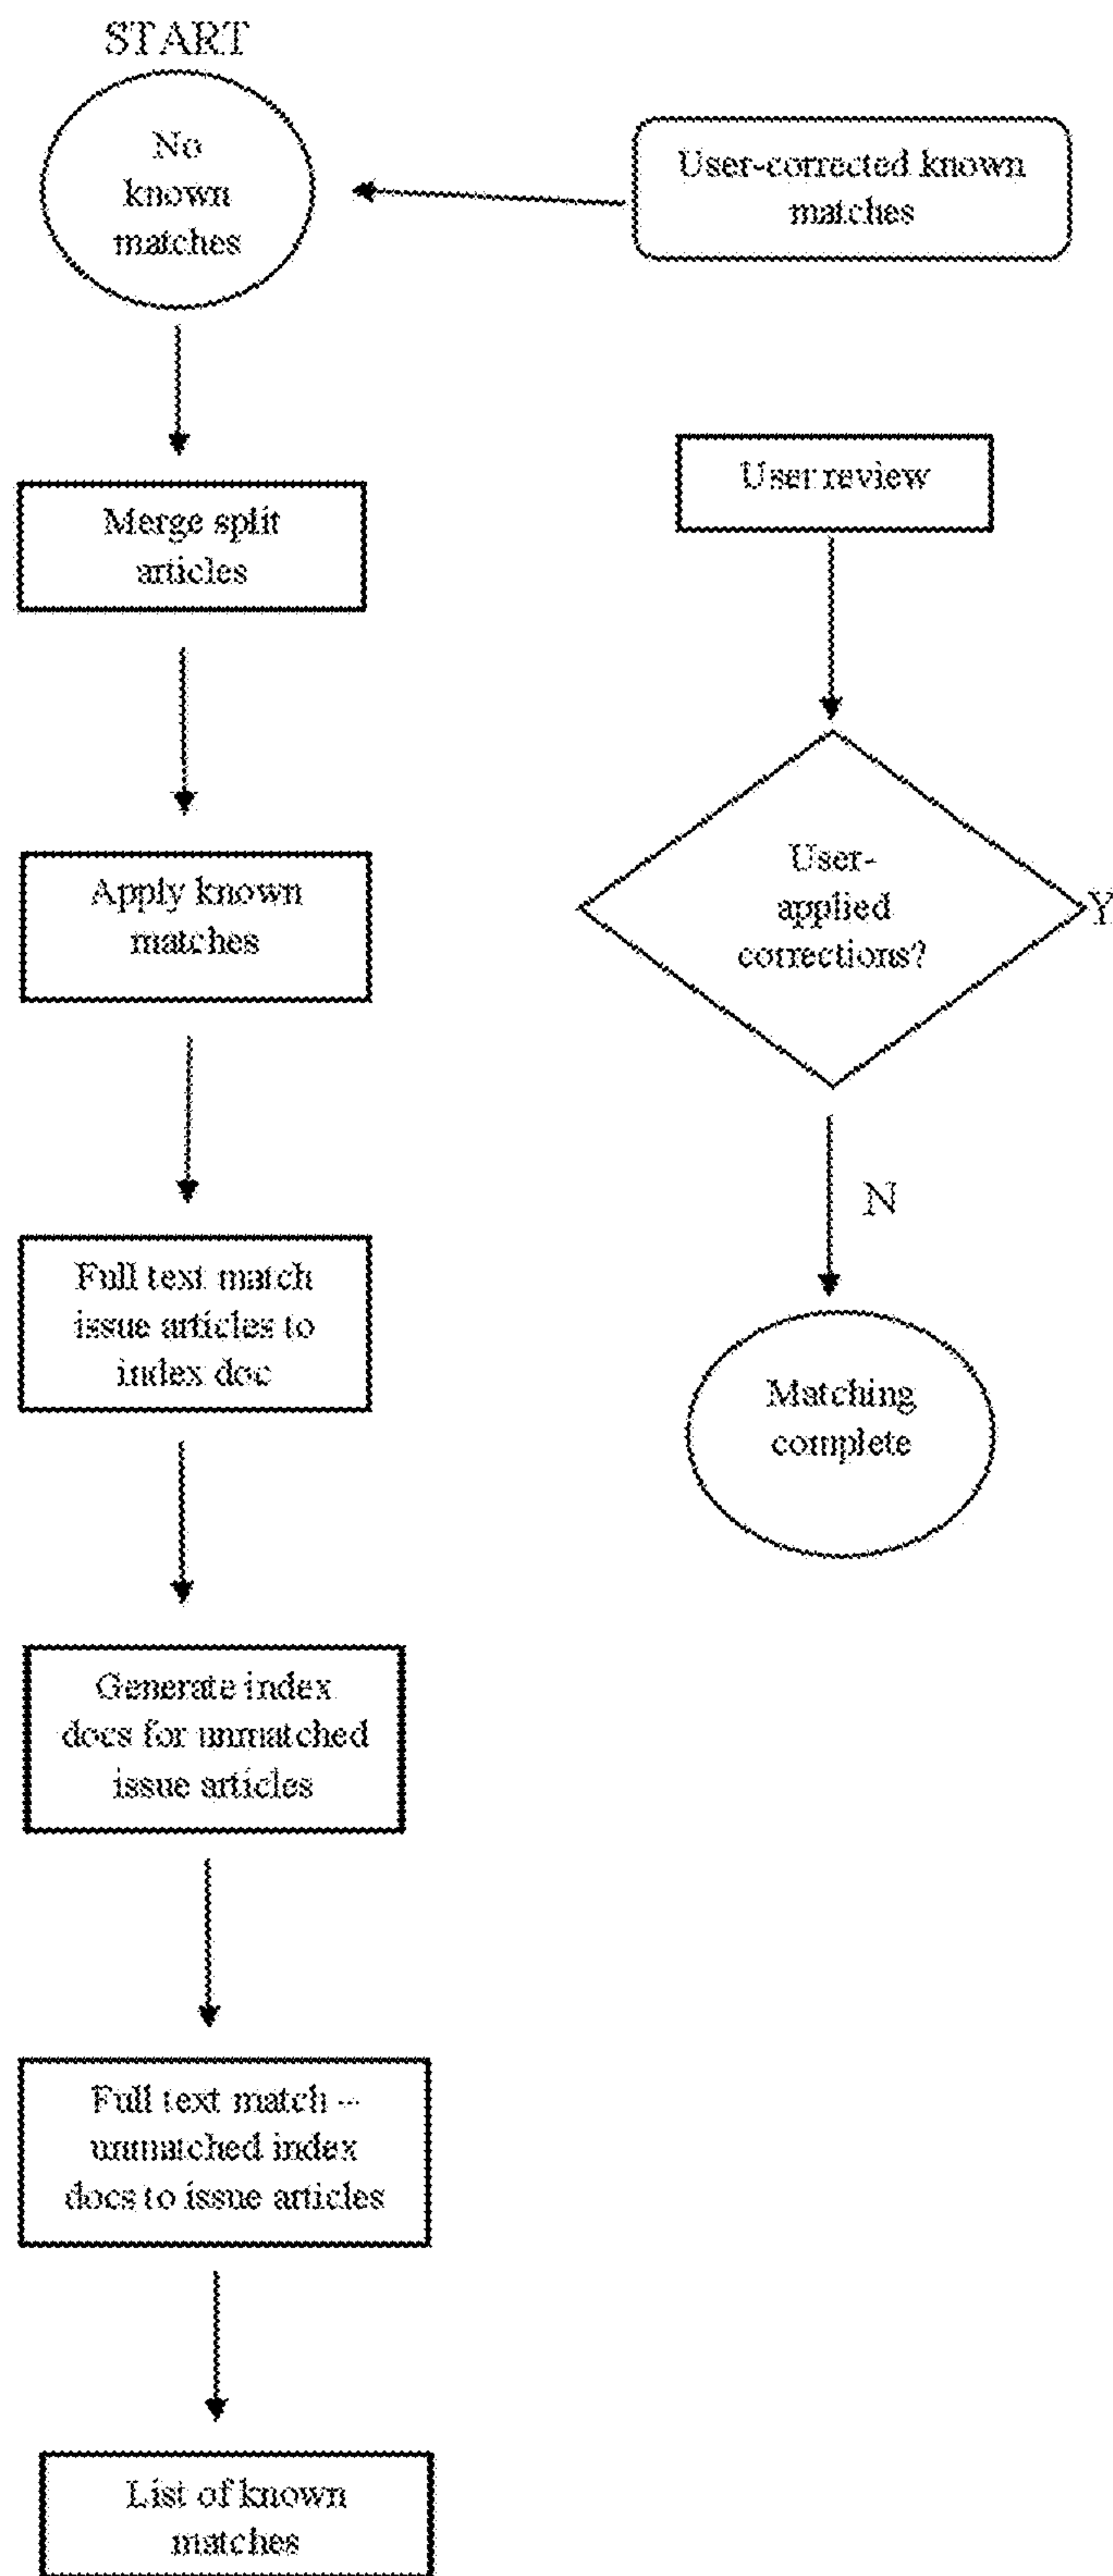 START
No
known
matches
User-corrected known
matches
Merge split
articles
Apply known
matches
Full text match
issue articles to
index doc
Generate index
docs for unmatched
issue articles
Full text match –
unmatched index
docs to issue articles
List of known
matches
User review
User-
applied
corrections?
Y
N
Matching
complete